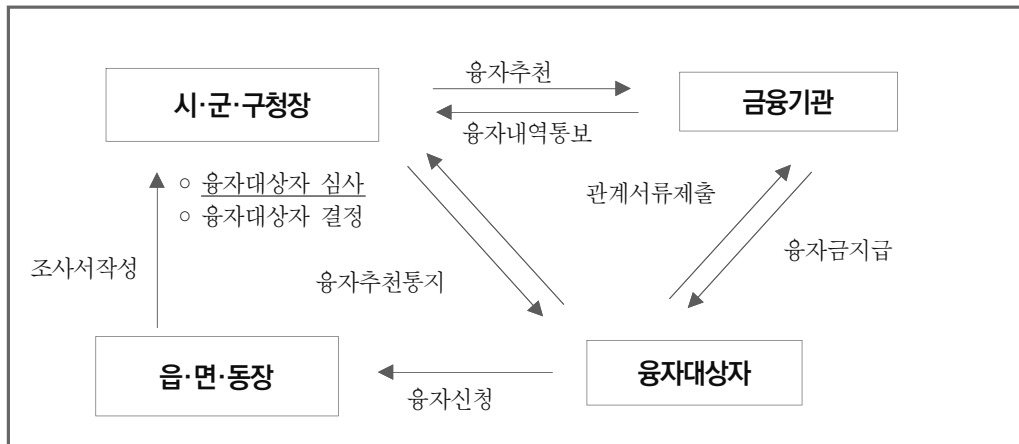 융자추천
시·군·구청장
금융기관
융자내역통보
○ 융자대상자 심사
○ 융자대상자 결정
관계서류제출
조사서작성
융자추천통지
융자금지급
읍·면·동장
융자대상자
융자신청